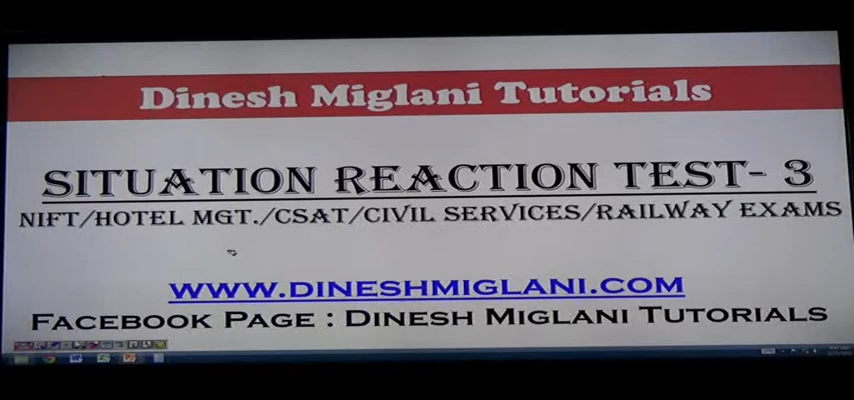 Dinesh Miglani Tutorials
SITUATION REACTION TEST- 3
NIFT/HOTEL MGT./CSAT/CIVIL SERVICES/RAILWAY EXAMS
WWW.DINESHMIGLANI.COM
FACEBOOK PAGE : DINESH MIGLANI TUTORIALS